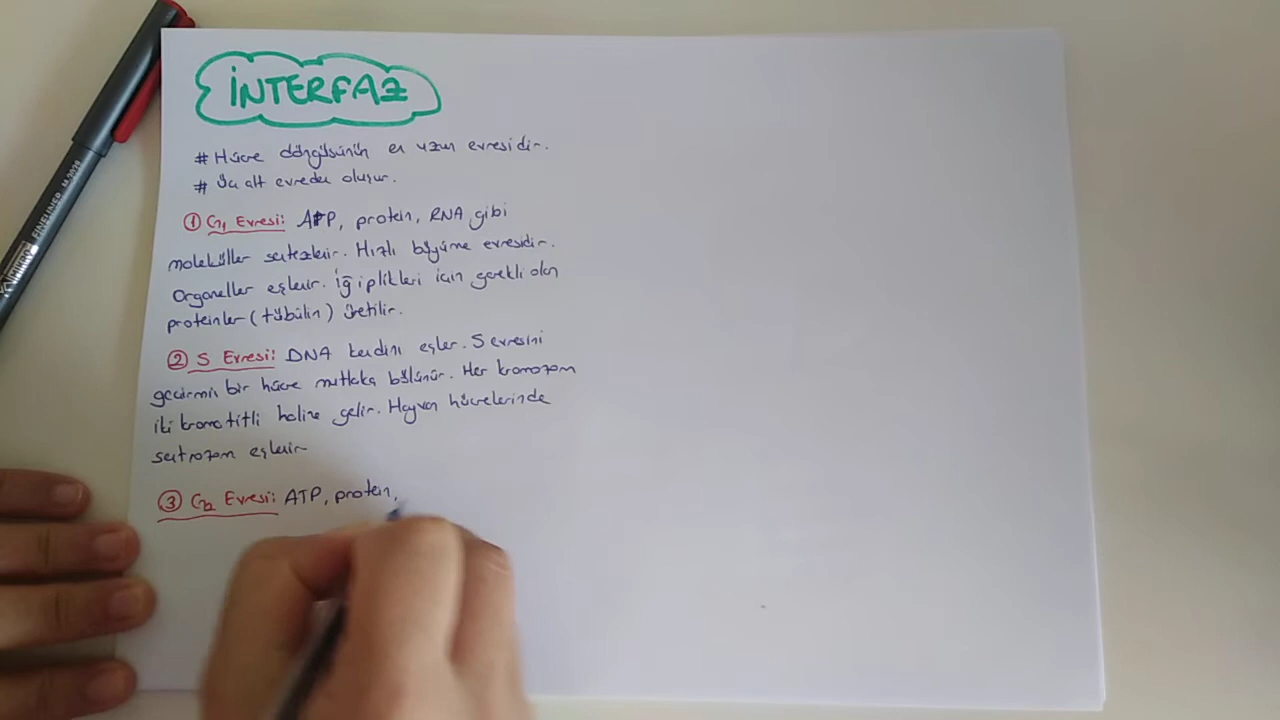 İNTERFAZ
# Hücre döngüsünün en uzun evresidir.
# Üç alt evreden oluşur.
① G₁ Evresi: ATP, protein, RNA gibi
moleküller sentezlenir. Hızlı büyüme evresidir.
Organeller eşlenir. İğ iplikleri için gerekli olan
proteinler (tübülin) üretilir.
② S Evresi: DNA kendini eşler. S evresini
geçirmiş bir hücre mutlaka bölünür. Her kromozom
iki kromatitli haline gelir. Hayvan hücrelerinde
sentrozom eşlenir
③ G₂ Evresi: ATP, protein,
FINELINER M-2020